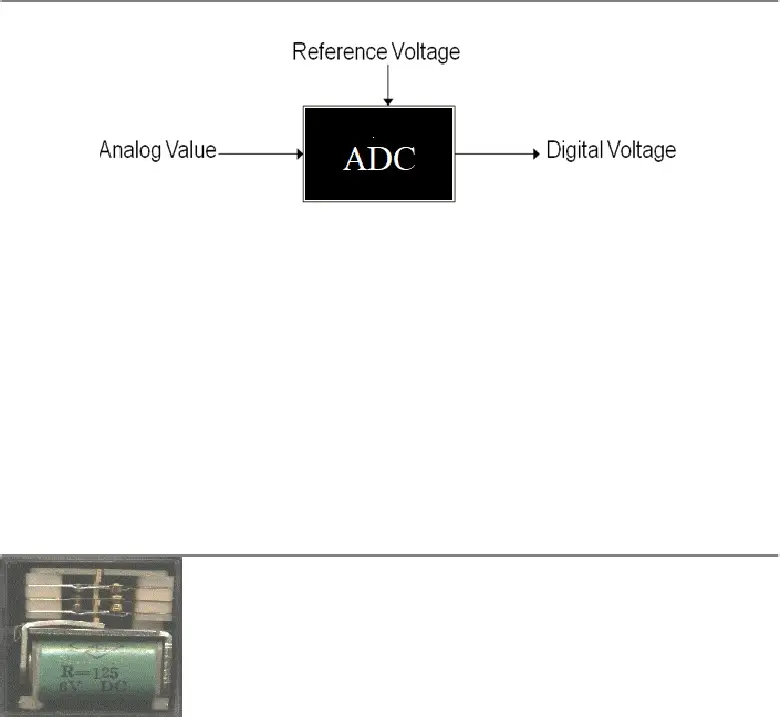 Reference Voltage
Analog Value
ADC
Digital Voltage
R=125
6V DC